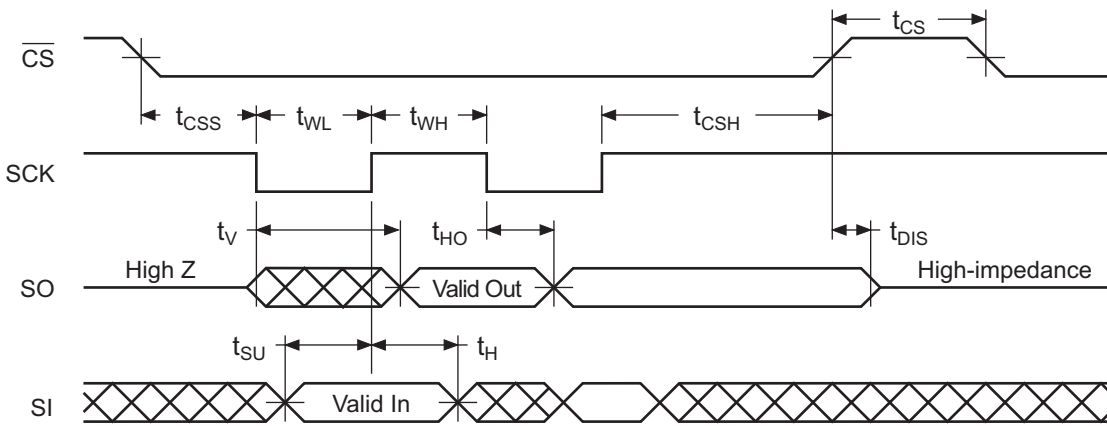 t_CS
C̅S̅
t_CSS t_WL t_WH t_CSH
SCK
t_V t_HO t_DIS
High Z High-impedance
SO Valid Out
t_SU t_H
SI Valid In